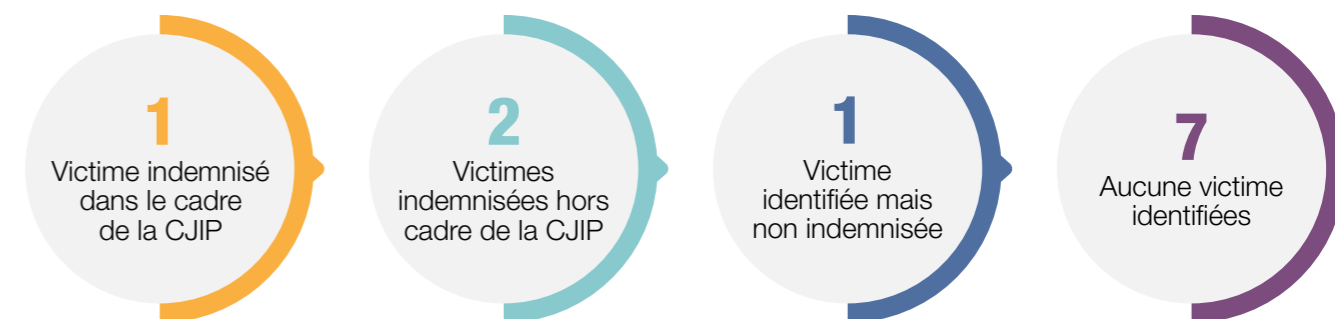 1
Victime indemnisé
dans le cadre
de la CJIP
2
Victimes
indemnisées hors
cadre de la CJIP
1
Victime
identifiée mais
non indemnisée
7
Aucune victime
identifiées